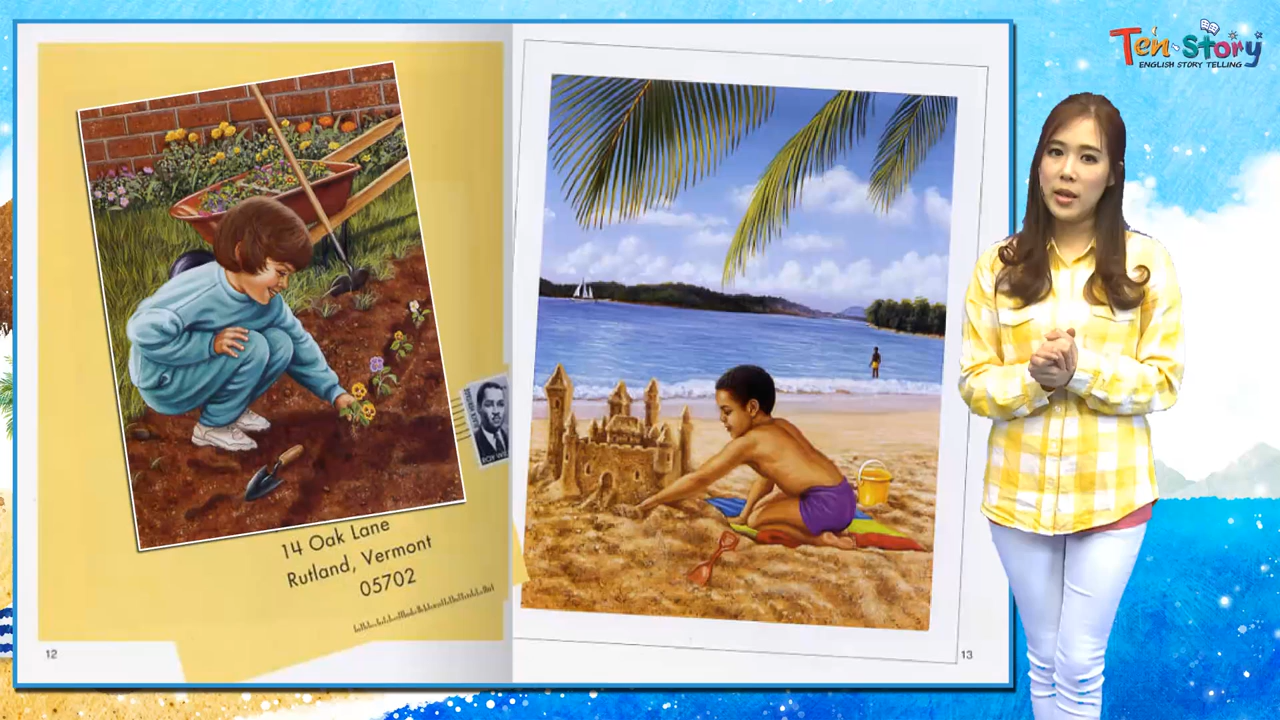 Ten Story
ENGLISH STORY TELLING
14 Oak Lane
Rutland, Vermont
05702
12
13